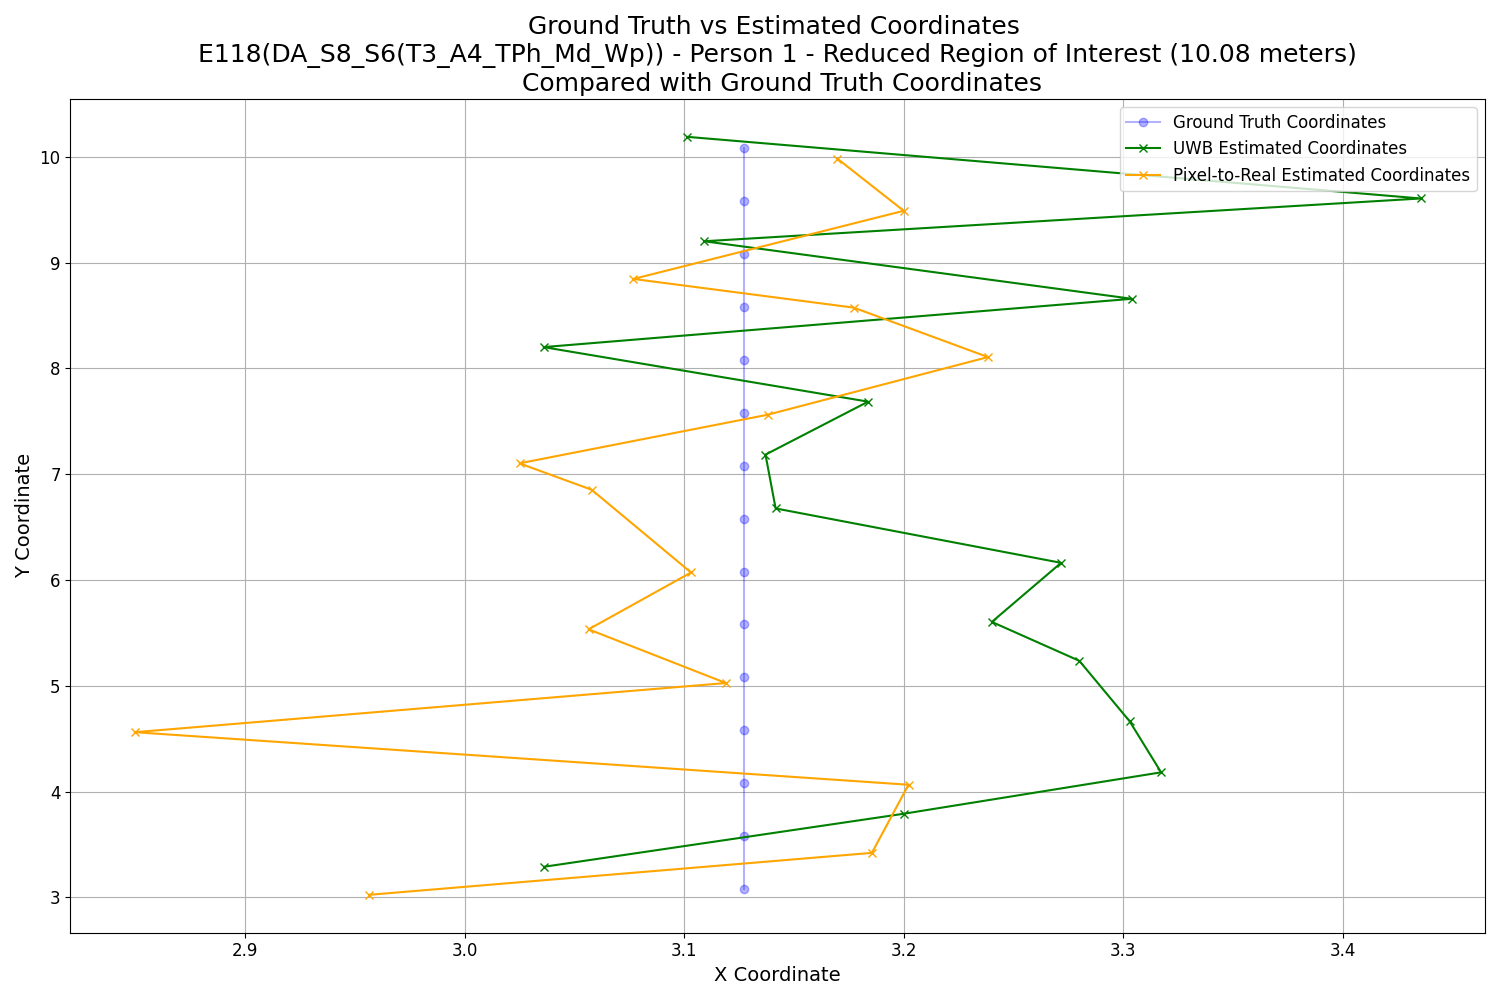 Ground Truth vs Estimated Coordinates
E118(DA_S8_S6(T3_A4_TPh_Md_Wp)) - Person 1 - Reduced Region of Interest (10.08 meters)
Compared with Ground Truth Coordinates
Ground Truth Coordinates
UWB Estimated Coordinates
Pixel-to-Real Estimated Coordinates
Y Coordinate
10
9
8
7
6
5
4
3
2.9 3.0 3.1 3.2 3.3 3.4
X Coordinate